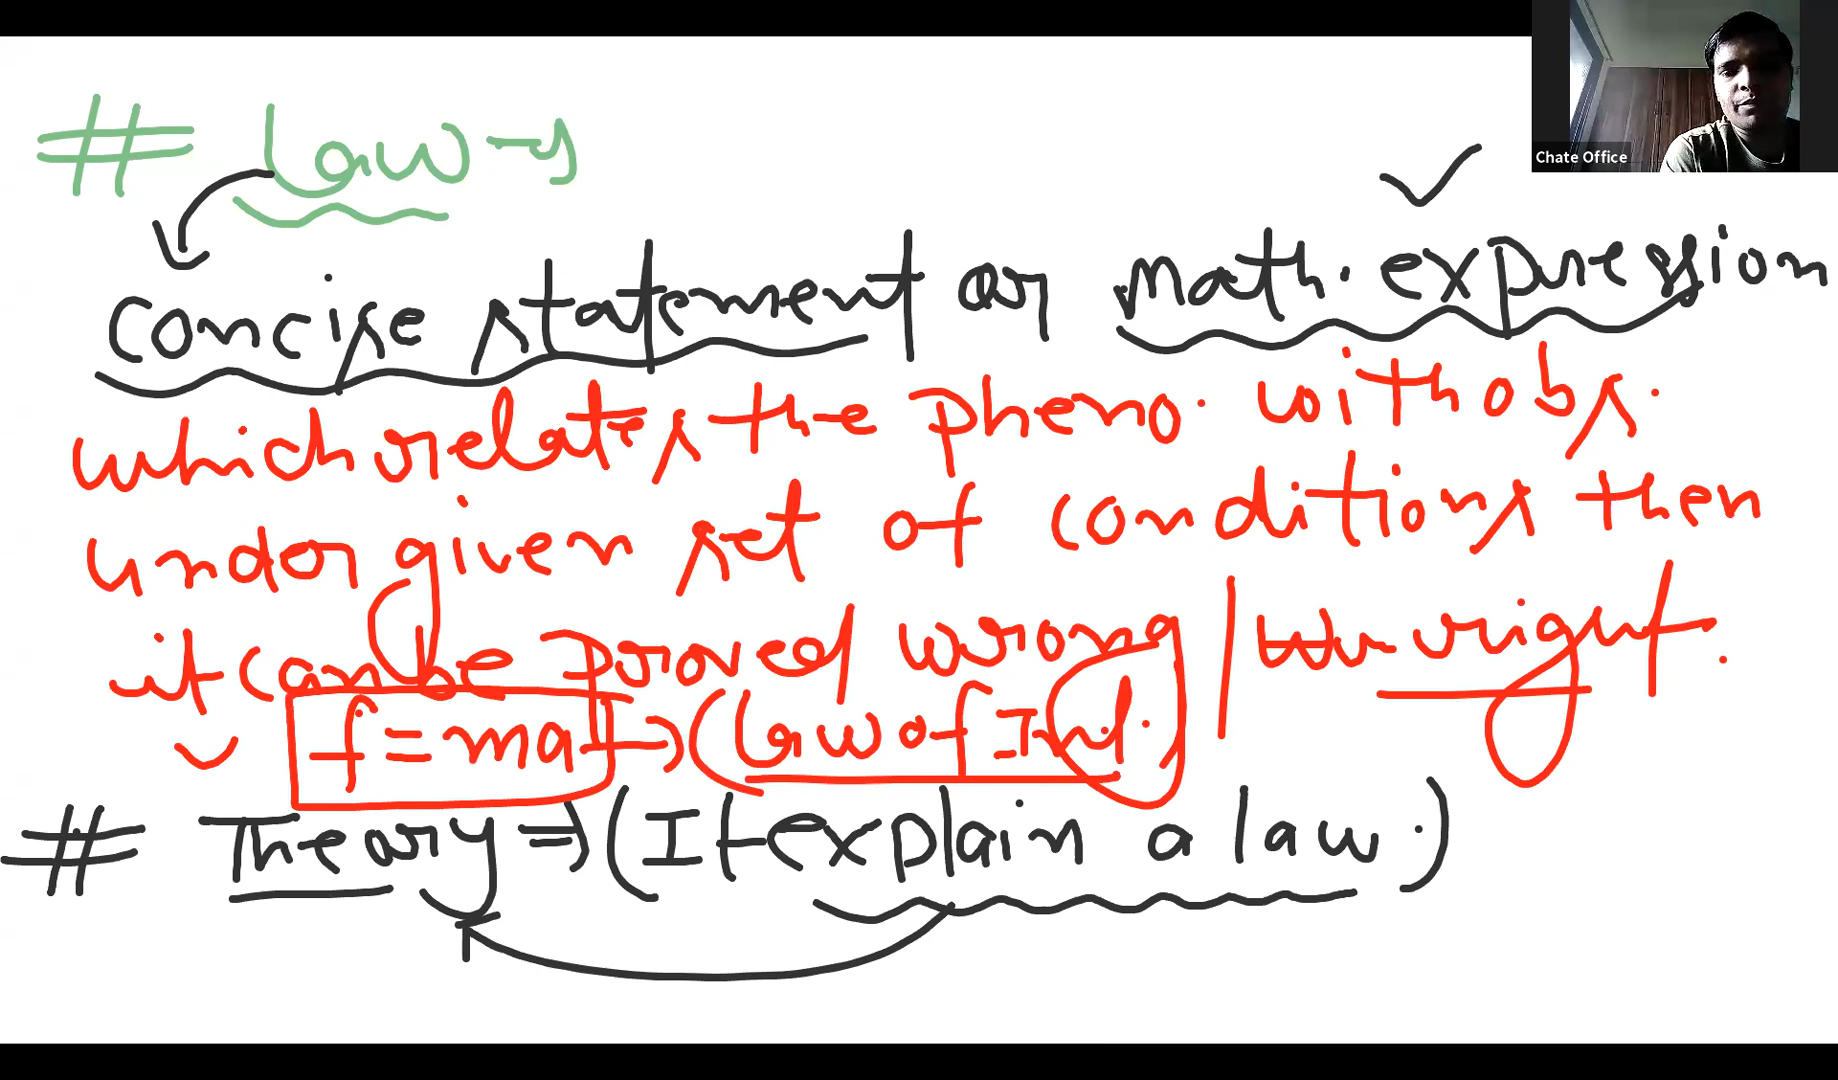 Chate Office
# Law →
concise statement or math. expression
which relates the pheno. with obs.
under given set of conditions then
it can be proved wrong / right.
f = ma → (Law of Int.)
# Theory ⇒ (It explain a law.)